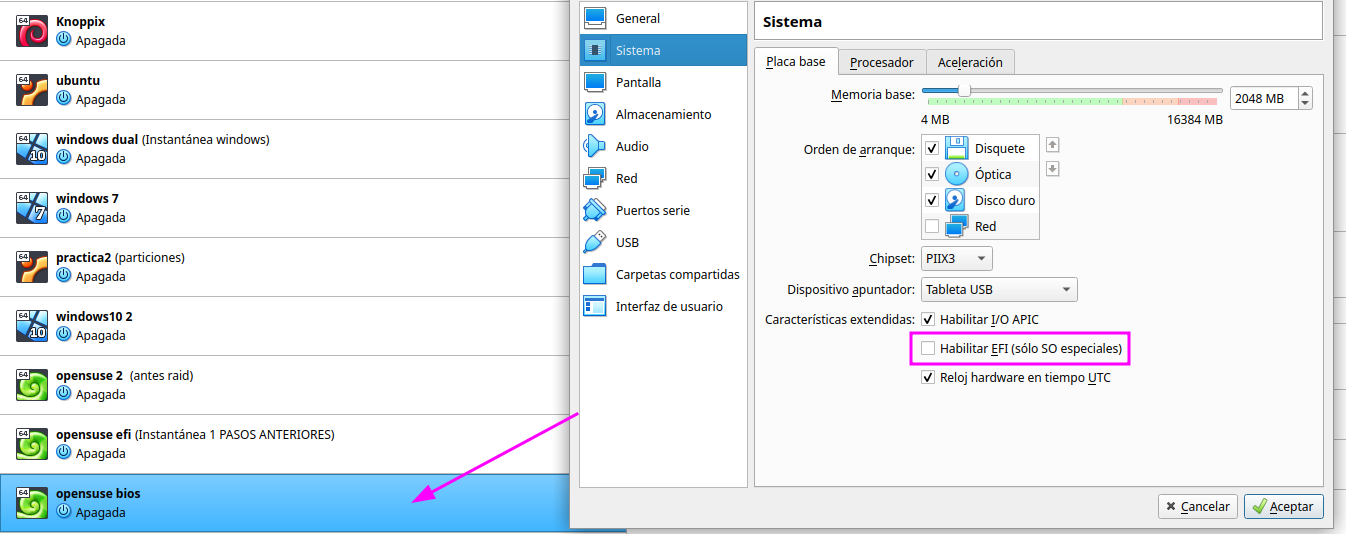 64
Knoppix
Apagada
64
ubuntu
Apagada
64
10
windows dual (Instantánea windows)
Apagada
64
7
windows 7
Apagada
64
practica2 (particiones)
Apagada
64
10
windows10 2
Apagada
64
opensuse 2 (antes raid)
Apagada
64
opensuse efi (Instantánea 1 PASOS ANTERIORES)
Apagada
64
opensuse bios
Apagada
General
Sistema
Pantalla
Almacenamiento
Audio
Red
Puertos serie
USB
Carpetas compartidas
Interfaz de usuario
Sistema
Placa base Procesador Aceleración
Memoria base: 2048 MB
4 MB 16384 MB
Orden de arranque: Disquete
Óptica
Disco duro
Red
Chipset: PIIX3
Dispositivo apuntador: Tableta USB
Características extendidas: Habilitar I/O APIC
Habilitar EFI (sólo SO especiales)
Reloj hardware en tiempo UTC
Cancelar Aceptar